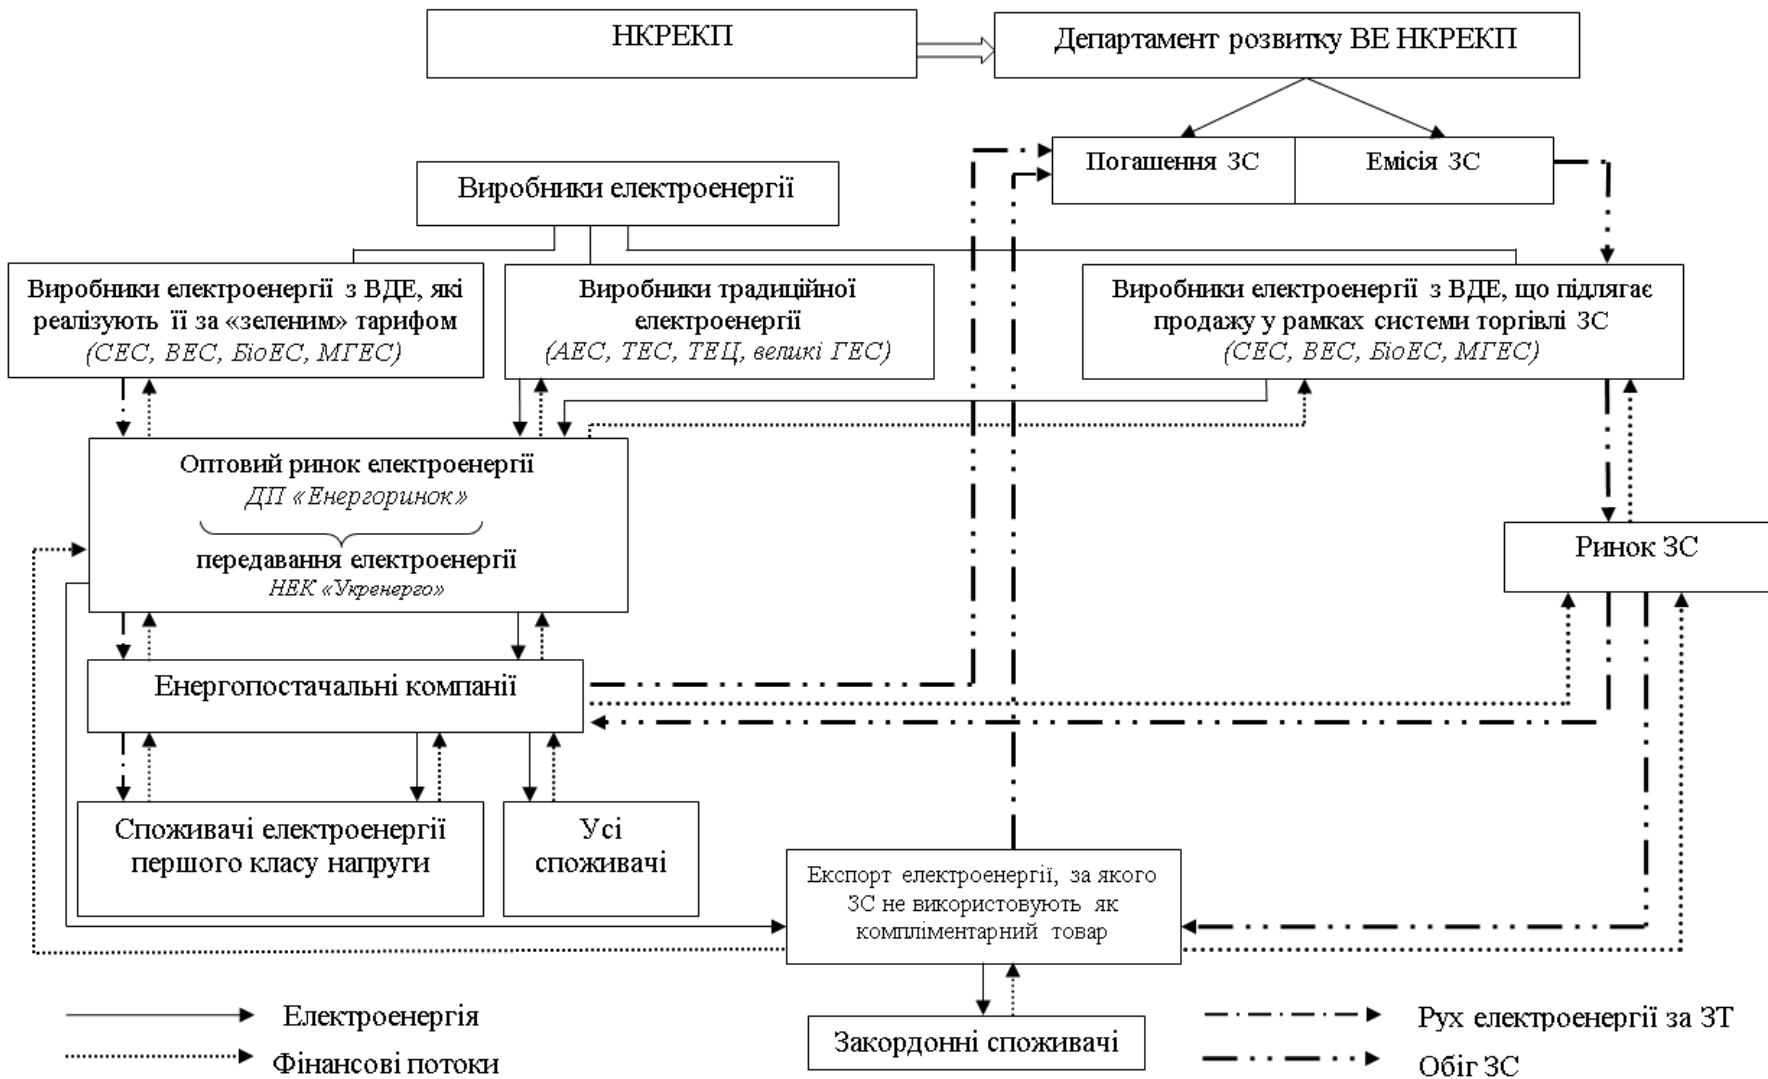 НКРЕКП
Департамент розвитку ВЕ НКРЕКП
Погашення ЗС
Емісія ЗС
Виробники електроенергії
Виробники електроенергії з ВДЕ, які
реалізують її за «зеленим» тарифом
(СЕС, ВЕС, БіоЕС, МГЕС)
Виробники традиційної
електроенергії
(АЕС, ТЕС, ТЕЦ, великі ГЕС)
Виробники електроенергії з ВДЕ, що підлягає
продажу у рамках системи торгівлі ЗС
(СЕС, ВЕС, БіоЕС, МГЕС)
Оптовий ринок електроенергії
ДП «Енергоринок»
передавання електроенергії
НЕК «Укренерго»
Ринок ЗС
Енергопостачальні компанії
Споживачі електроенергії
першого класу напруги
Усі
споживачі
Експорт електроенергії, за якого
ЗС не використовують як
компліментарний товар
Закордонні споживачі
Електроенергія
Фінансові потоки
Рух електроенергії за ЗТ
Обіг ЗС